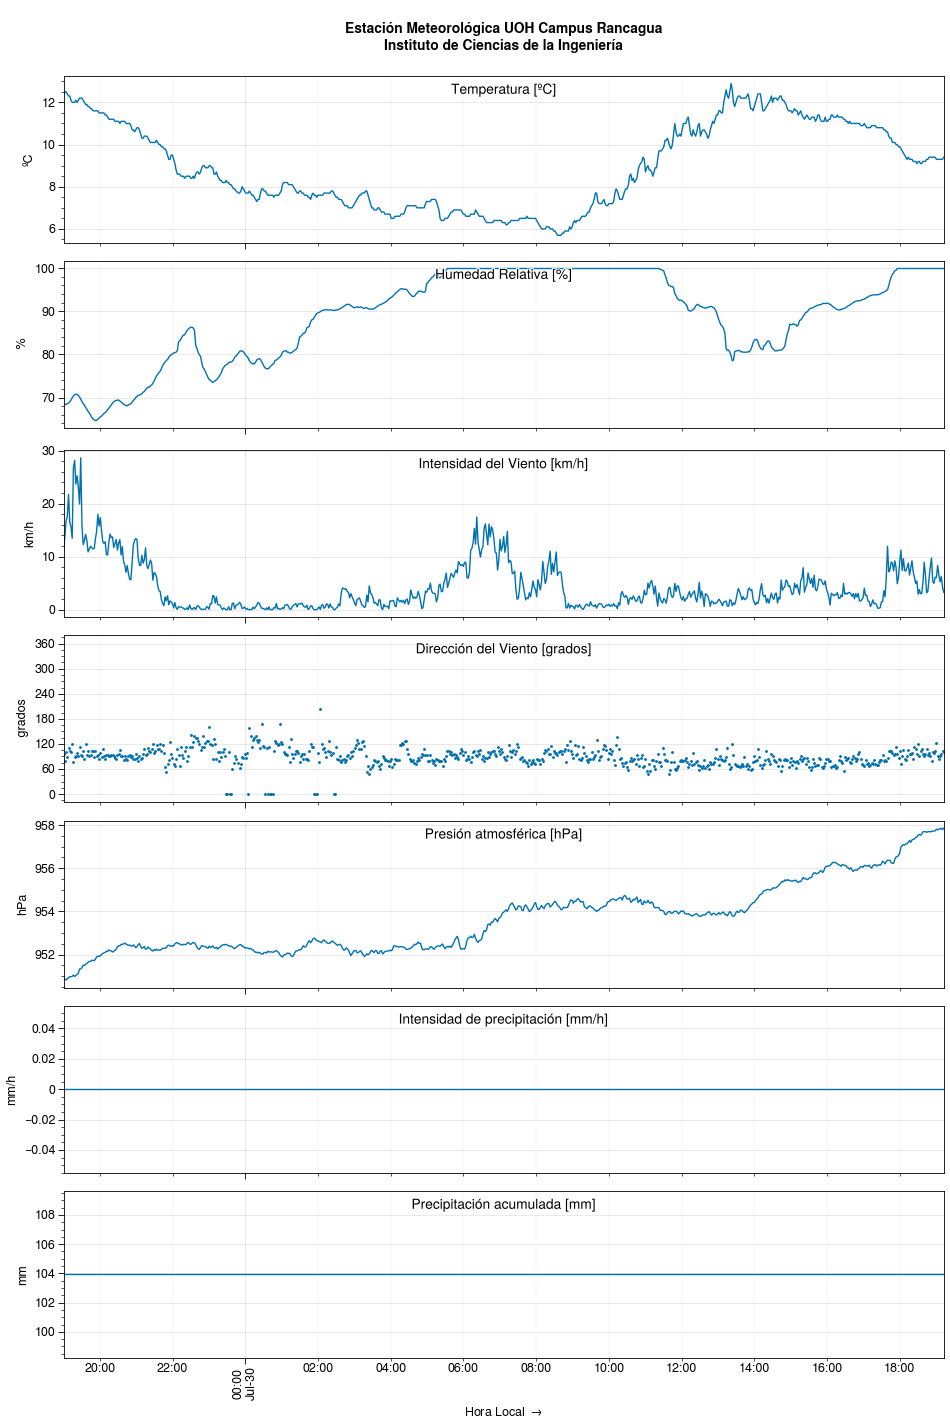 Estación Meteorológica UOH Campus Rancagua
Instituto de Ciencias de la Ingeniería
Temperatura [ºC]
12
10
8
6
ºC
Humedad Relativa [%]
100
90
80
70
%
Intensidad del Viento [km/h]
30
20
10
0
km/h
Dirección del Viento [grados]
360
300
240
180
120
60
0
grados
Presión atmosférica [hPa]
958
956
954
952
hPa
Intensidad de precipitación [mm/h]
0.04
0.02
0
−0.02
−0.04
mm/h
Precipitación acumulada [mm]
108
106
104
102
100
mm
20:00 22:00 00:00 02:00 04:00 06:00 08:00 10:00 12:00 14:00 16:00 18:00
Jul-30
Hora Local →